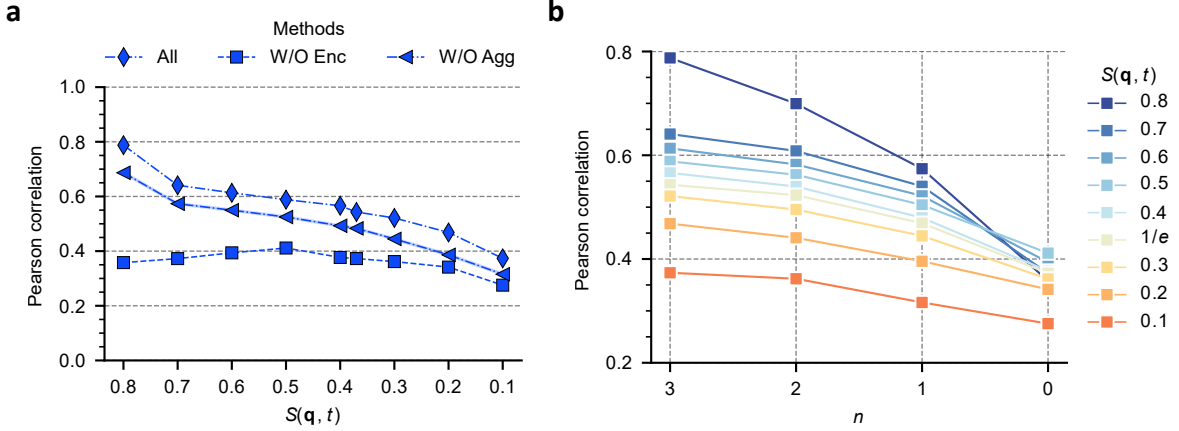 a
Methods
All
W/O Enc
W/O Agg
Pearson correlation
1.0
0.8
0.6
0.4
0.2
0.0
0.8 0.7 0.6 0.5 0.4 0.3 0.2 0.1
S(q, t)
b
Pearson correlation
0.8
0.6
0.4
0.2
3 2 1 0
n
S(q, t)
0.8
0.7
0.6
0.5
0.4
1/e
0.3
0.2
0.1